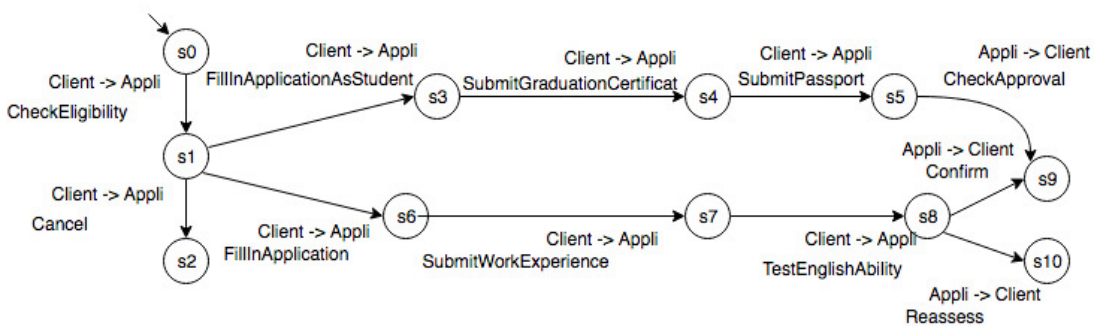 s0
Client -> Appli
CheckEligibility
s1
Client -> Appli
Cancel
s2
Client -> Appli
FillInApplicationAsStudent
s3
Client -> Appli
SubmitGraduationCertificat
s4
Client -> Appli
SubmitPassport
s5
Appli -> Client
CheckApproval
Client -> Appli
FillInApplication
s6
Client -> Appli
SubmitWorkExperience
s7
Client -> Appli
TestEnglishAbility
s8
Appli -> Client
Confirm
s9
Appli -> Client
Reassess
s10